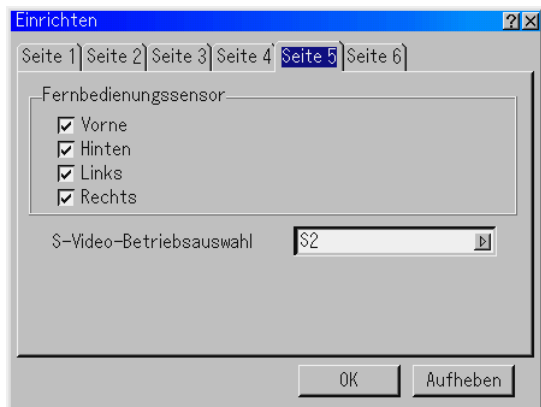 Einrichten
Seite 1 Seite 2 Seite 3 Seite 4 Seite 5 Seite 6
Fernbedienungssensor
Vorne
Hinten
Links
Rechts
S-Video-Betriebsauswahl S2
OK Aufheben